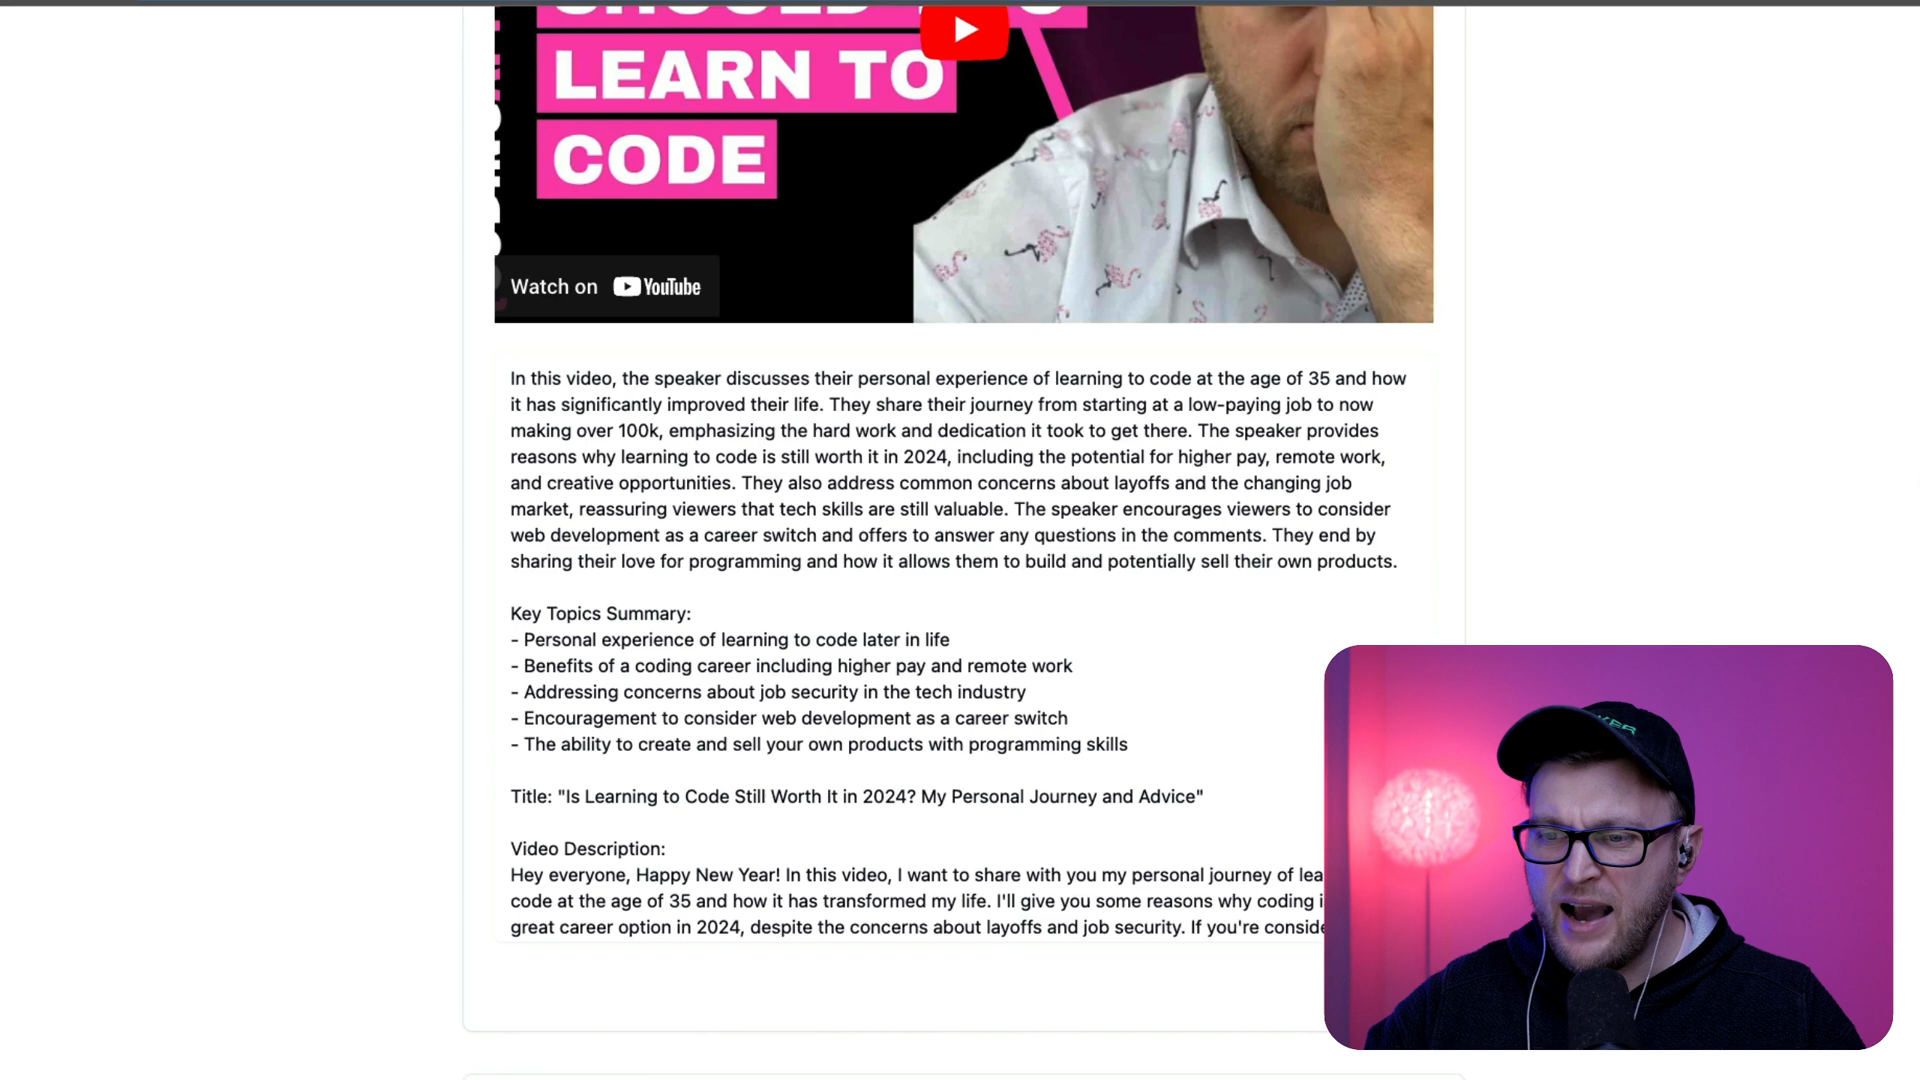 LEARN TO
CODE
Watch on YouTube
In this video, the speaker discusses their personal experience of learning to code at the age of 35 and how
it has significantly improved their life. They share their journey from starting at a low-paying job to now
making over 100k, emphasizing the hard work and dedication it took to get there. The speaker provides
reasons why learning to code is still worth it in 2024, including the potential for higher pay, remote work,
and creative opportunities. They also address common concerns about layoffs and the changing job
market, reassuring viewers that tech skills are still valuable. The speaker encourages viewers to consider
web development as a career switch and offers to answer any questions in the comments. They end by
sharing their love for programming and how it allows them to build and potentially sell their own products.
Key Topics Summary:
- Personal experience of learning to code later in life
- Benefits of a coding career including higher pay and remote work
- Addressing concerns about job security in the tech industry
- Encouragement to consider web development as a career switch
- The ability to create and sell your own products with programming skills
Title: "Is Learning to Code Still Worth It in 2024? My Personal Journey and Advice"
Video Description:
Hey everyone, Happy New Year! In this video, I want to share with you my personal journey of lea
code at the age of 35 and how it has transformed my life. I'll give you some reasons why coding i
great career option in 2024, despite the concerns about layoffs and job security. If you're conside